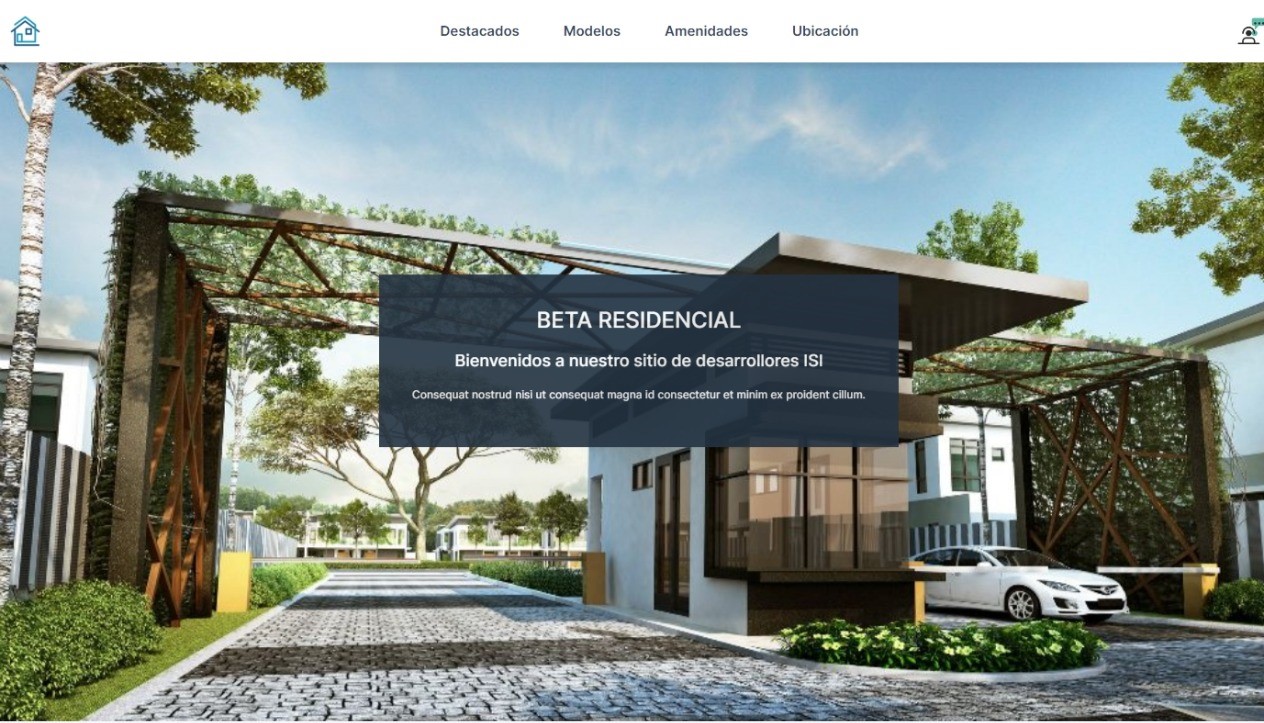 Destacados
Modelos
Amenidades
Ubicación
BETA RESIDENCIAL
Bienvenidos a nuestro sitio de desarrollores ISI
Consequat nostrud nisi ut consequat magna id consectetur et minim ex proident cillum.